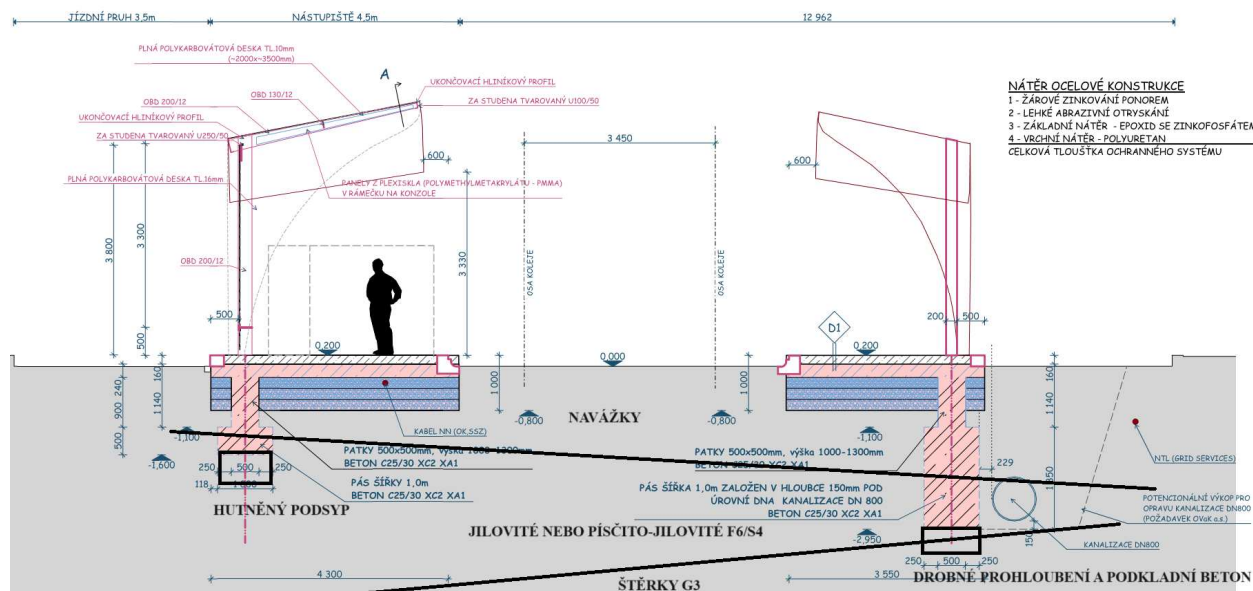 JÍZDNÍ PRUH 3,5m
NÁSTUPIŠTĚ 4,5m
12 962
PLNÁ POLYKARBOVÁTOVÁ DESKA TL.10mm
(~2000x~3500mm)
A
UKONČOVACÍ HLINÍKOVÝ PROFIL
OBD 200/12
OBD 130/12
ZA STUDENA TVAROVANÝ U100/50
UKONČOVACÍ HLINÍKOVÝ PROFIL
ZA STUDENA TVAROVANÝ U250/50
NÁTĚR OCELOVÉ KONSTRUKCE
1 - ŽÁROVÉ ZINKOVÁNÍ PONOREM
2 - LEHKÉ ABRAZIVNÍ OTRYSKÁNÍ
3 - ZÁKLADNÍ NÁTĚR - EPOXID SE ZINKOFOSFÁTEM
4 - VRCHNÍ NÁTĚR - POLYURETAN
CELKOVÁ TLOUŠŤKA OCHRANNÉHO SYSTÉMU
3 450
600
600
PLNÁ POLYKARBOVÁTOVÁ DESKA TL.16mm
PANELY Z PLEXISKLA (POLYMETHYLMETAKRYLÁTU - PMMA)
V RÁMEČKU NA KONZOLE
3 800
3 300
3 330
OBD 200/12
OSA KOLEJE
OSA KOLEJE
500
500
200
500
D1
0,200
0,000
0,200
160
240
900
500
160
1 140
1 000
1 000
160
1 140
1 350
KABEL NN (OK,SSZ)
-0,800
NAVÁŽKY
-0,800
-1,100
-1,100
-1,600
PATKY 500x500mm, výška 1000-1300mm
BETON C25/30 XC2 XA1
PATKY 500x500mm, výška 1000-1300mm
BETON C25/30 XC2 XA1
NTL (GRID SERVICES)
229
250
500
250
118
PÁS ŠÍŘKY 1,0m
BETON C25/30 XC2 XA1
PÁS ŠÍŘKA 1,0m ZALOŽEN V HLOUBCE 150mm POD
ÚROVNÍ DNA KANALIZACE DN 800
BETON C25/30 XC2 XA1
POTENCIONÁLNÍ VÝKOP PRO
OPRAVU KANALIZACE DN800
(POŽADAVEK OVaK a.s.)
HUTNĚNÝ PODSYP
JILOVITÉ NEBO PÍSČITO-JILOVITÉ F6/S4
-2,950
150
KANALIZACE DN800
250
500
250
4 300
3 550
ŠTĚRKY G3
DROBNÉ PROHLOUBENÍ A PODKLADNÍ BETON